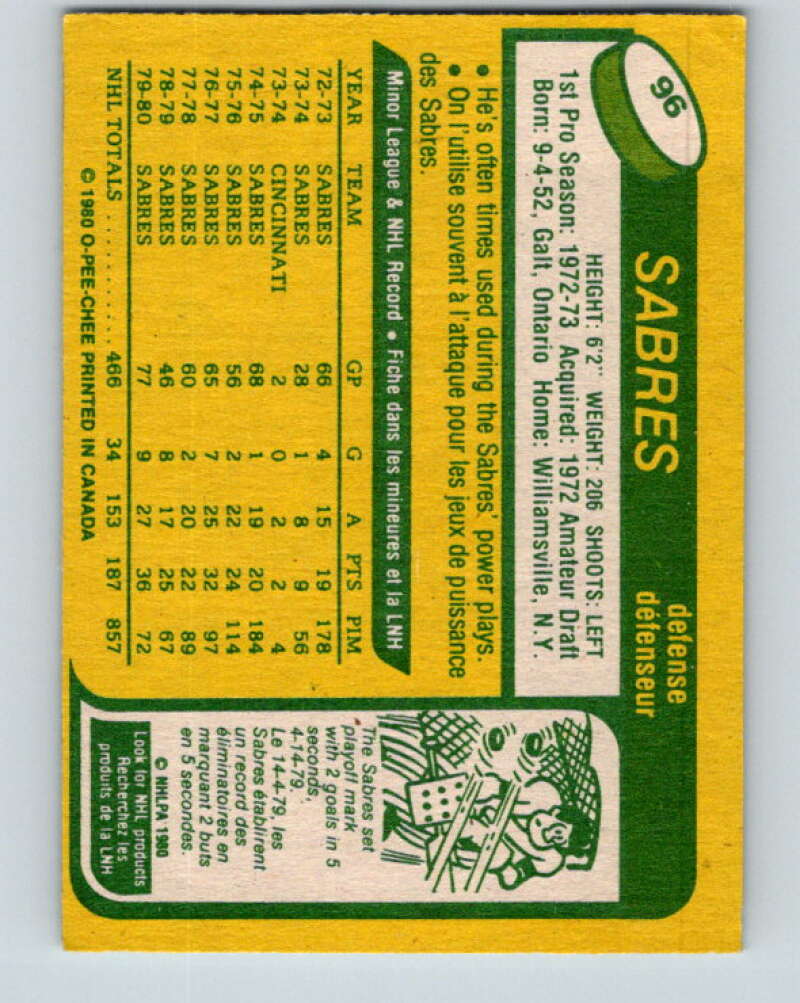 96
SABRES
defense
défenseur
HEIGHT: 6'2" WEIGHT: 206 SHOOTS: LEFT
1st Pro Season: 1972-73 Acquired: 1972 Amateur Draft
Born: 9-4-52, Galt, Ontario Home: Williamsville, N.Y.
• He's often times used during the Sabres' power plays.
• On l'utilise souvent à l'attaque pour les jeux de puissance
des Sabres.
Minor League & NHL Record • Fiche dans les mineures et la LNH
YEAR TEAM GP G A PTS PIM
72-73 SABRES 66 4 15 19 178
73-74 SABRES 28 1 8 9 56
73-74 CINCINNATI 2 0 2 2 4
74-75 SABRES 68 1 19 20 184
75-76 SABRES 56 2 22 24 114
76-77 SABRES 65 7 25 32 97
77-78 SABRES 60 2 20 22 89
78-79 SABRES 46 8 17 25 67
79-80 SABRES 77 9 27 36 72
NHL TOTALS .......... 466 34 153 187 857
© 1980 O-PEE-CHEE PRINTED IN CANADA
The Sabres set
playoff mark
with 2 goals in 5
seconds,
4-14-79.
Le 14-4-79, les
Sabres établirent
un record des
éliminatoires en
marquant 2 buts
en 5 secondes.
© NHLPA 1980
Look for NHL products
Recherchez les
produits de la LNH